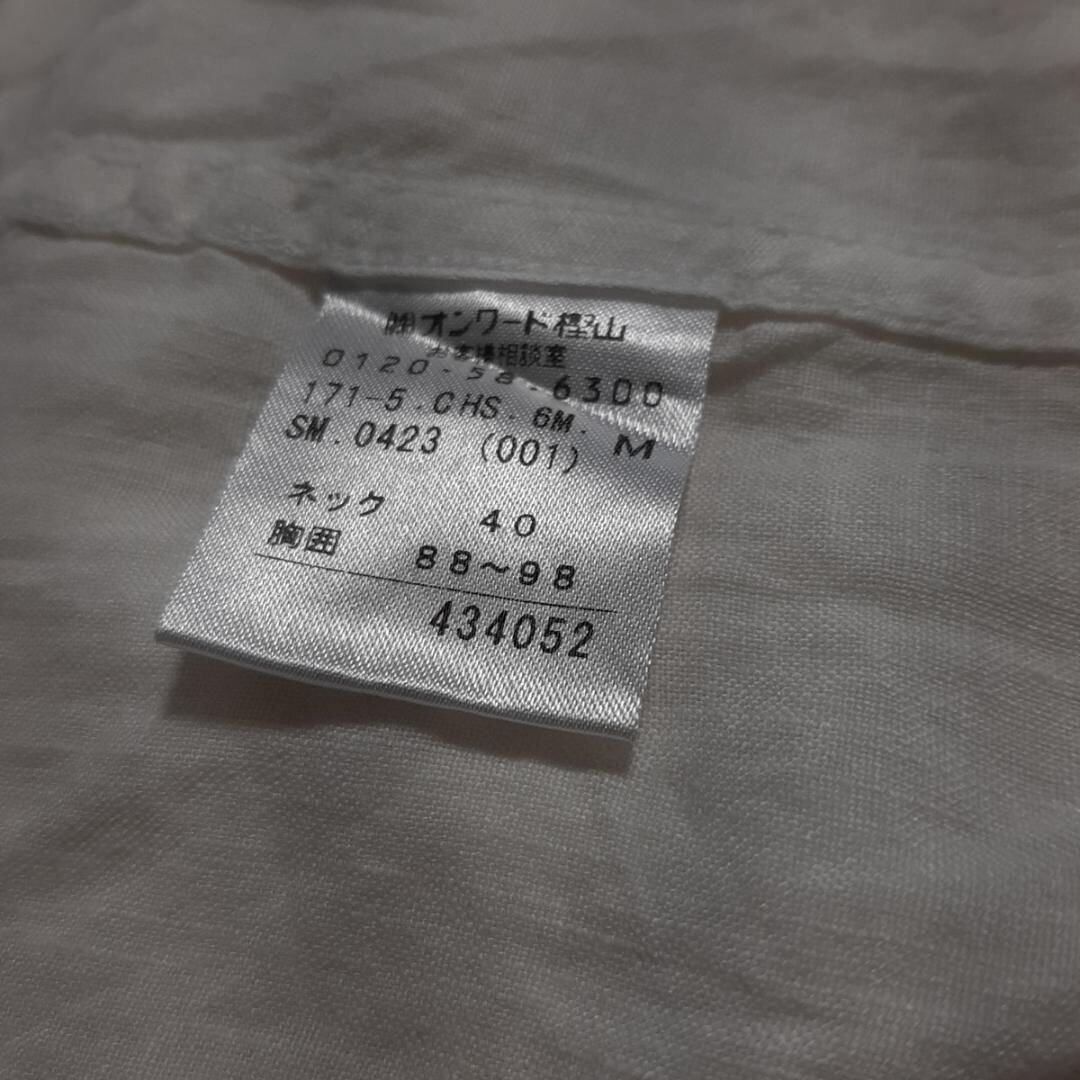 ㈱オンワード樫山
お客様相談室
0120-58-6300
171-5.CHS.6M. M
SM.0423 (001)
ネック 40
胸囲 88〜98
434052